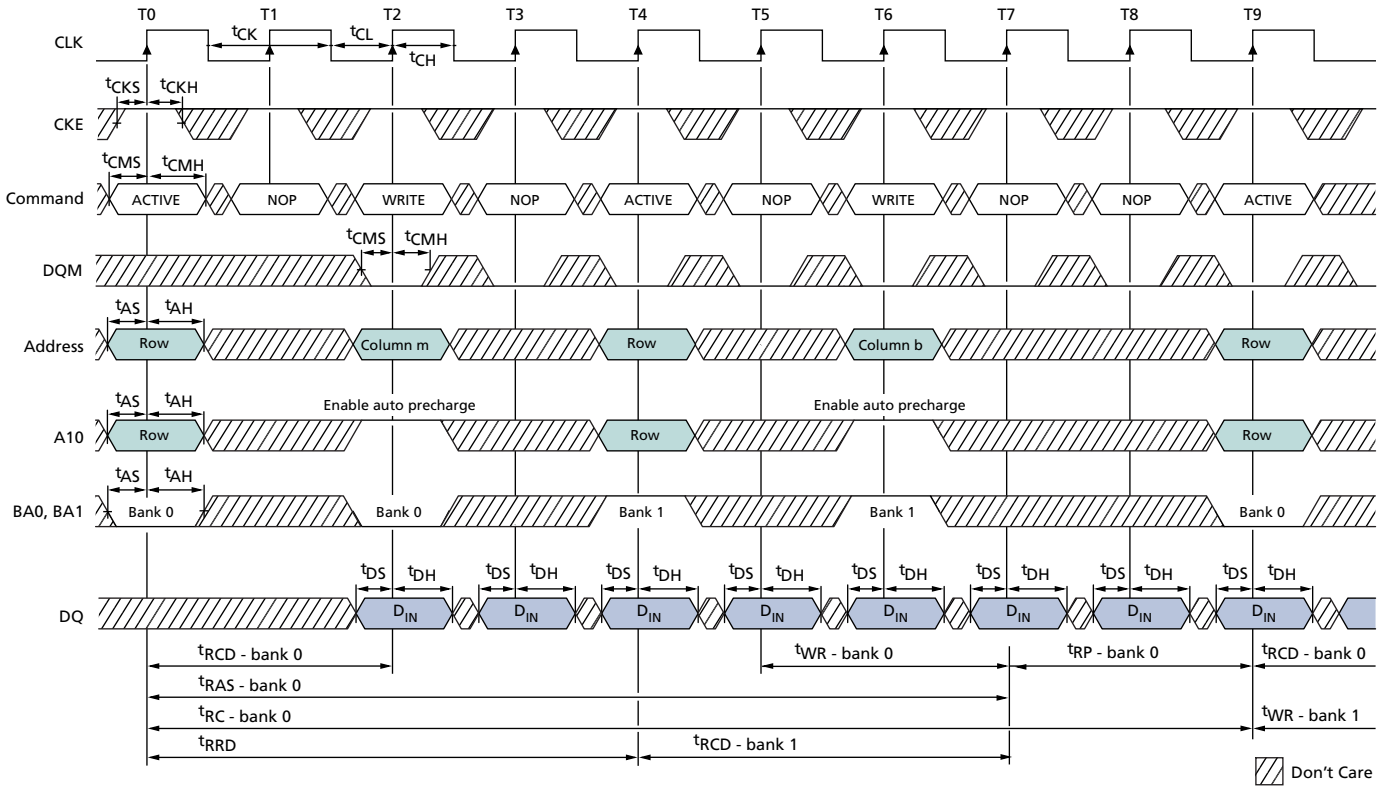 T0 T1 T2 T3 T4 T5 T6 T7 T8 T9
CLK tCK tCL tCH
tCKS tCKH
CKE
tCMS tCMH
Command ACTIVE NOP WRITE NOP ACTIVE NOP WRITE NOP NOP ACTIVE
tCMS tCMH
DQM
tAS tAH
Address Row Column m Row Column b Row
tAS tAH Enable auto precharge Enable auto precharge
A10 Row Row Row
tAS tAH
BA0, BA1 Bank 0 Bank 0 Bank 1 Bank 1 Bank 0
tDS tDH tDS tDH tDS tDH tDS tDH tDS tDH tDS tDH tDS tDH tDS tDH
DQ DIN DIN DIN DIN DIN DIN DIN DIN
tRCD - bank 0 tWR - bank 0 tRP - bank 0 tRCD - bank 0
tRAS - bank 0
tRC - bank 0 tWR - bank 1
tRRD tRCD - bank 1
Don't Care